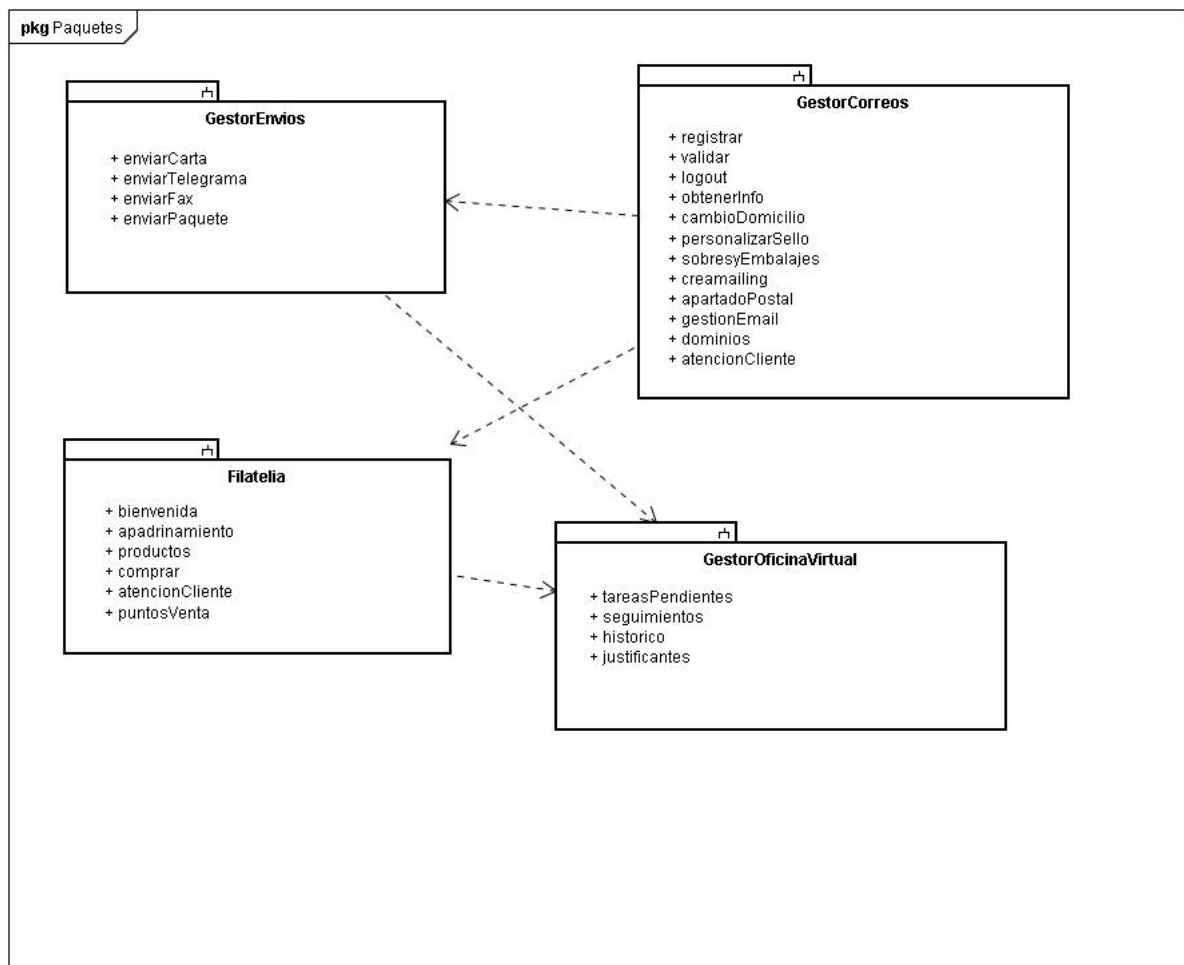 pkg Paquetes
GestorEnvios
+ enviarCarta
+ enviarTelegrama
+ enviarFax
+ enviarPaquete
GestorCorreos
+ registrar
+ validar
+ logout
+ obtenerInfo
+ cambioDomicilio
+ personalizarSello
+ sobresyEmbalajes
+ creamailing
+ apartadoPostal
+ gestionEmail
+ dominios
+ atencionCliente
Filatelia
+ bienvenida
+ apadrinamiento
+ productos
+ comprar
+ atencionCliente
+ puntosVenta
GestorOficinaVirtual
+ tareasPendientes
+ seguimientos
+ historico
+ justificantes